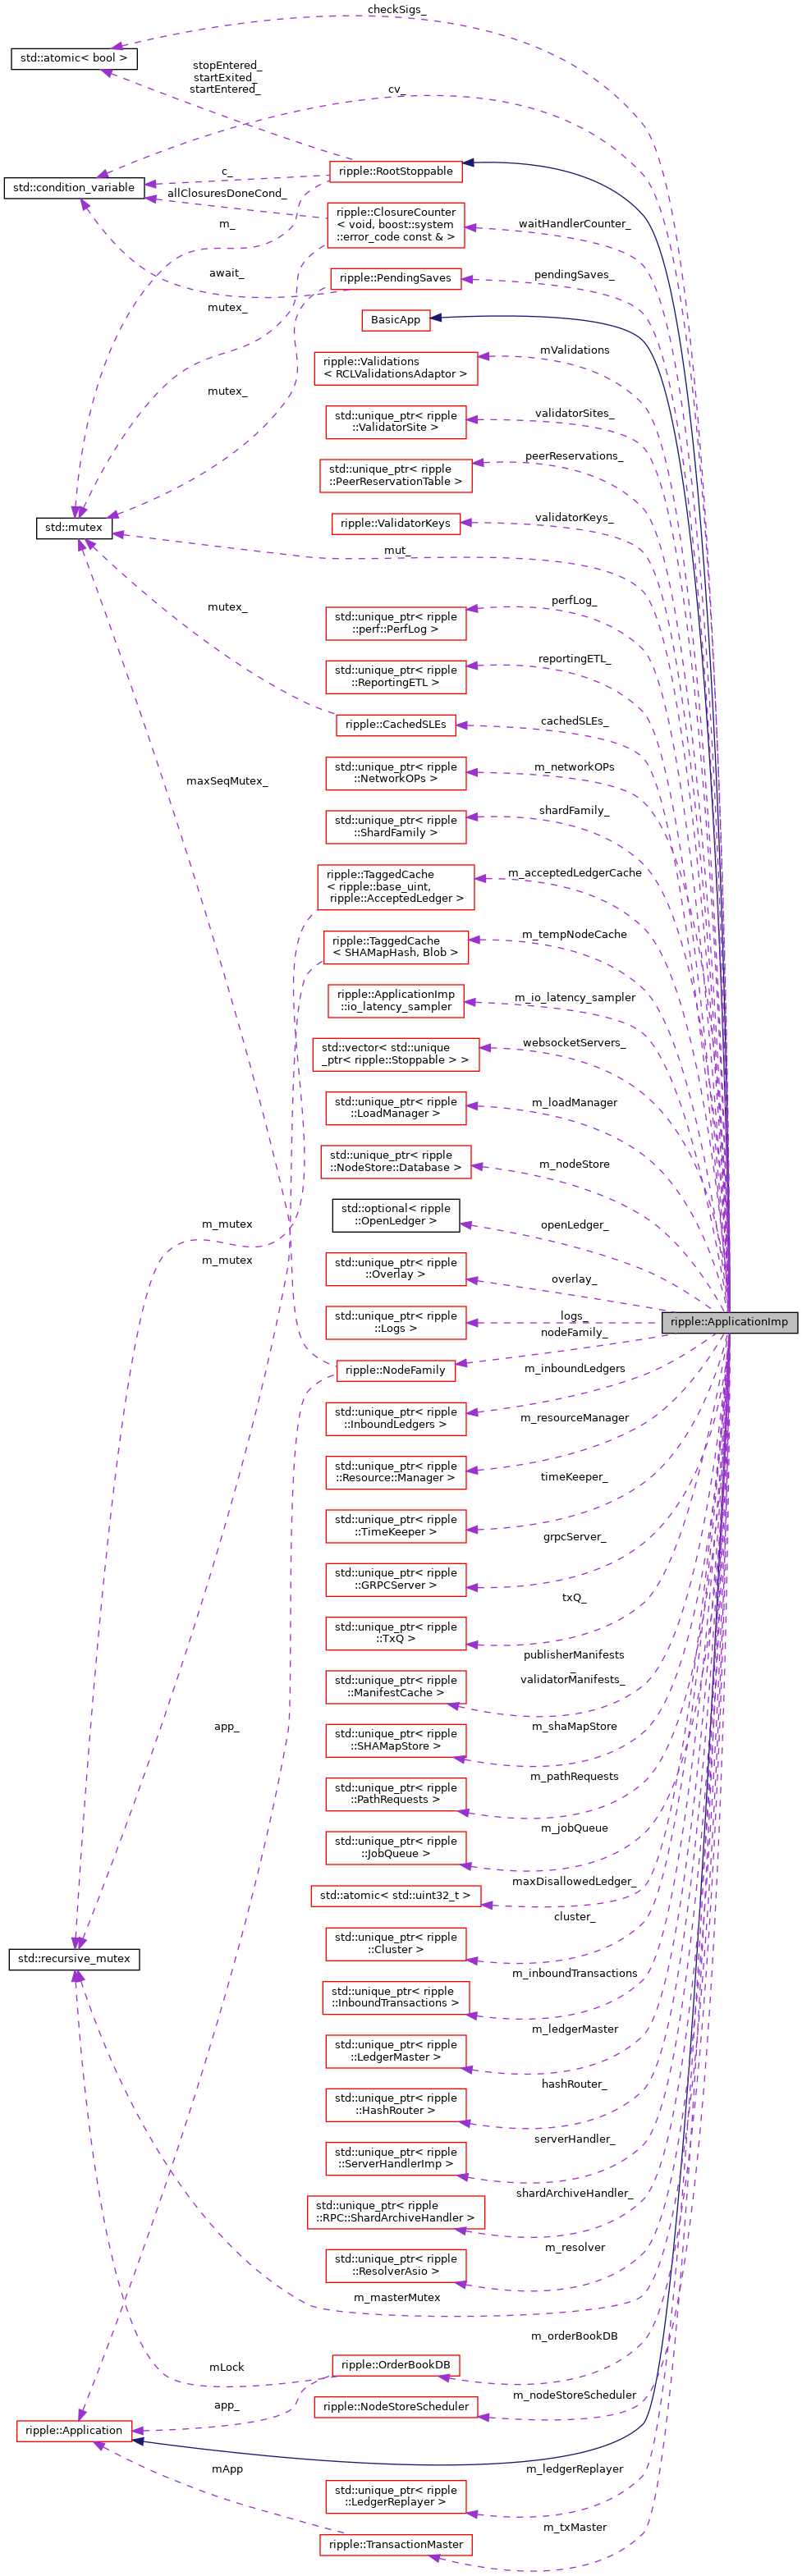 checkSigs_
std::atomic< bool >
stopEntered_
startExited_
startEntered_
cv_
ripple::RootStoppable
c_
std::condition_variable
allClosuresDoneCond_
ripple::ClosureCounter
< void, boost::system
::error_code const & >
waitHandlerCounter_
m_
await_
ripple::PendingSaves
pendingSaves_
mutex_
BasicApp
ripple::Validations
< RCLValidationsAdaptor >
mValidations
mutex_
std::unique_ptr< ripple
::ValidatorSite >
validatorSites_
std::unique_ptr< ripple
::PeerReservationTable >
peerReservations_
std::mutex
ripple::ValidatorKeys
validatorKeys_
mut_
mutex_
std::unique_ptr< ripple
::perf::PerfLog >
perfLog_
std::unique_ptr< ripple
::ReportingETL >
reportingETL_
ripple::CachedSLEs
cachedSLEs_
maxSeqMutex_
std::unique_ptr< ripple
::NetworkOPs >
m_networkOPs
std::unique_ptr< ripple
::ShardFamily >
shardFamily_
ripple::TaggedCache
< ripple::base_uint,
ripple::AcceptedLedger >
m_acceptedLedgerCache
ripple::TaggedCache
< SHAMapHash, Blob >
m_tempNodeCache
ripple::ApplicationImp
::io_latency_sampler
m_io_latency_sampler
std::vector< std::unique
_ptr< ripple::Stoppable > >
websocketServers_
std::unique_ptr< ripple
::LoadManager >
m_loadManager
std::unique_ptr< ripple
::NodeStore::Database >
m_nodeStore
m_mutex
m_mutex
std::optional< ripple
::OpenLedger >
openLedger_
std::unique_ptr< ripple
::Overlay >
overlay_
std::unique_ptr< ripple
::Logs >
logs_
ripple::ApplicationImp
nodeFamily_
ripple::NodeFamily
m_inboundLedgers
std::unique_ptr< ripple
::InboundLedgers >
m_resourceManager
std::unique_ptr< ripple
::Resource::Manager >
timeKeeper_
std::unique_ptr< ripple
::TimeKeeper >
grpcServer_
std::unique_ptr< ripple
::GRPCServer >
txQ_
std::unique_ptr< ripple
::TxQ >
publisherManifests
_
validatorManifests_
std::unique_ptr< ripple
::ManifestCache >
app_
m_shaMapStore
std::unique_ptr< ripple
::SHAMapStore >
m_pathRequests
std::unique_ptr< ripple
::PathRequests >
m_jobQueue
std::unique_ptr< ripple
::JobQueue >
maxDisallowedLedger_
std::atomic< std::uint32_t >
cluster_
std::unique_ptr< ripple
::Cluster >
std::recursive_mutex
m_inboundTransactions
std::unique_ptr< ripple
::InboundTransactions >
m_ledgerMaster
std::unique_ptr< ripple
::LedgerMaster >
hashRouter_
std::unique_ptr< ripple
::HashRouter >
serverHandler_
std::unique_ptr< ripple
::ServerHandlerImp >
shardArchiveHandler_
std::unique_ptr< ripple
::RPC::ShardArchiveHandler >
m_resolver
std::unique_ptr< ripple
::ResolverAsio >
m_masterMutex
m_orderBookDB
ripple::OrderBookDB
mLock
m_nodeStoreScheduler
ripple::NodeStoreScheduler
app_
ripple::Application
mApp
m_ledgerReplayer
std::unique_ptr< ripple
::LedgerReplayer >
m_txMaster
ripple::TransactionMaster